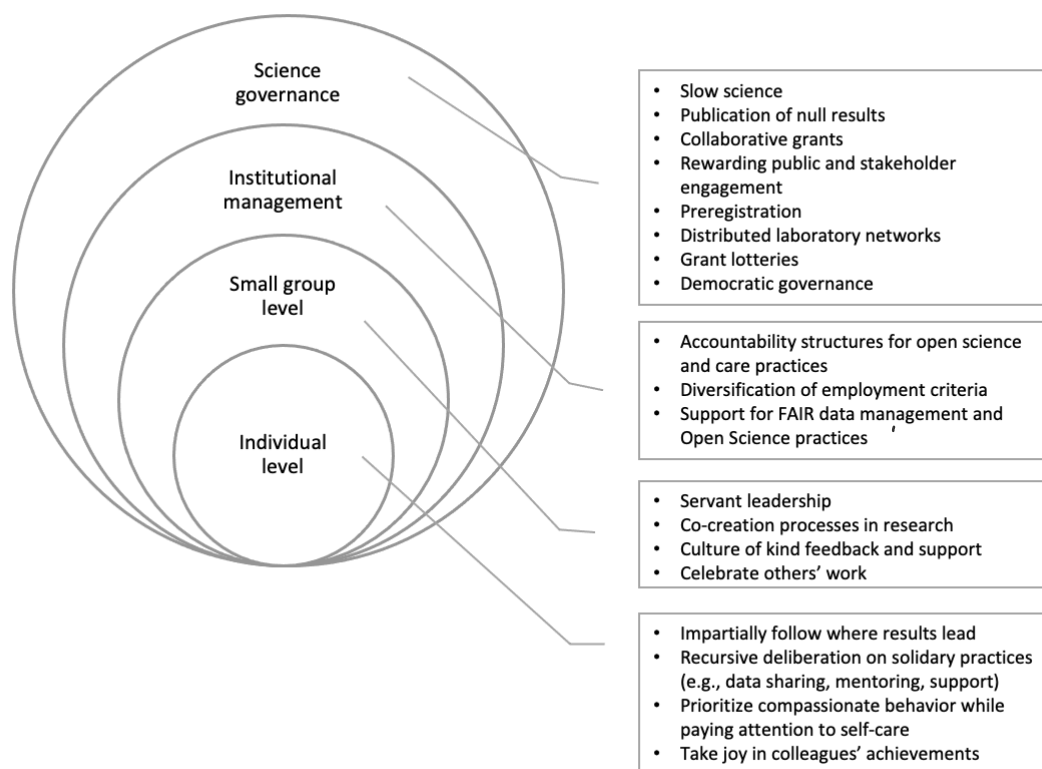 Science
governance
Institutional
management
Small group
level
Individual
level
• Slow science
• Publication of null results
• Collaborative grants
• Rewarding public and stakeholder
engagement
• Preregistration
• Distributed laboratory networks
• Grant lotteries
• Democratic governance
• Accountability structures for open science
and care practices
• Diversification of employment criteria
• Support for FAIR data management and
Open Science practices
• Servant leadership
• Co-creation processes in research
• Culture of kind feedback and support
• Celebrate others’ work
• Impartially follow where results lead
• Recursive deliberation on solidary practices
(e.g., data sharing, mentoring, support)
• Prioritize compassionate behavior while
paying attention to self-care
• Take joy in colleagues’ achievements